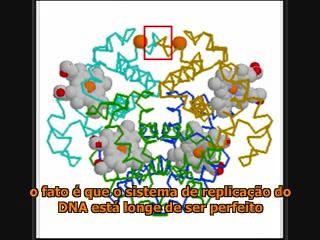 o fato é que o sistema de replicação do
DNA está longe de ser perfeito